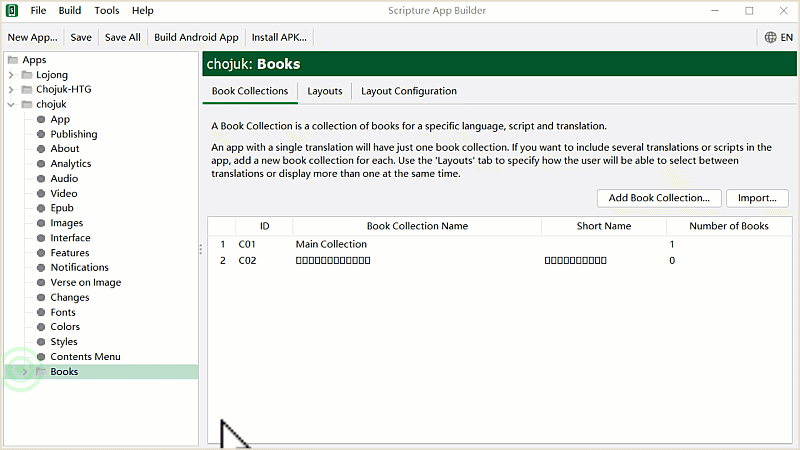 Scripture App Builder
File Build Tools Help
New App... Save Save All Build Android App Install APK... EN
Apps
Lojong
Chojuk-HTG
chojuk
App
Publishing
About
Analytics
Audio
Video
Epub
Images
Interface
Features
Notifications
Verse on Image
Changes
Fonts
Colors
Styles
Contents Menu
Books
chojuk: Books
Book Collections Layouts Layout Configuration
A Book Collection is a collection of books for a specific language, script and translation.
An app with a single translation will have just one book collection. If you want to include several translations or scripts in the
app, add a new book collection for each. Use the 'Layouts' tab to specify how the user will be able to select between
translations or display more than one at the same time.
Add Book Collection... Import...
ID Book Collection Name Short Name Number of Books
1 C01 Main Collection 1
2 C02 0